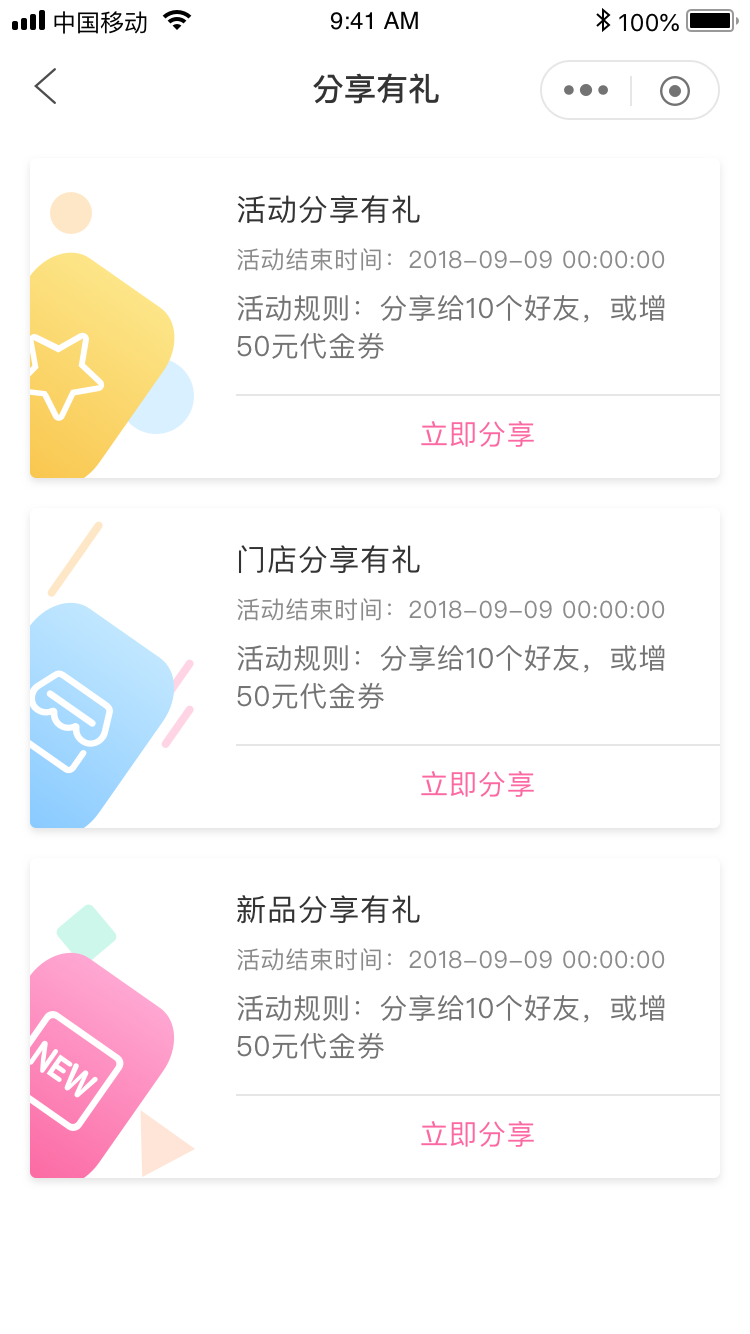 中国移动 9:41 AM 100%
分享有礼
活动分享有礼
活动结束时间：2018-09-09 00:00:00
活动规则：分享给10个好友，或增
50元代金券
立即分享
门店分享有礼
活动结束时间：2018-09-09 00:00:00
活动规则：分享给10个好友，或增
50元代金券
立即分享
新品分享有礼
活动结束时间：2018-09-09 00:00:00
活动规则：分享给10个好友，或增
50元代金券
NEW
立即分享